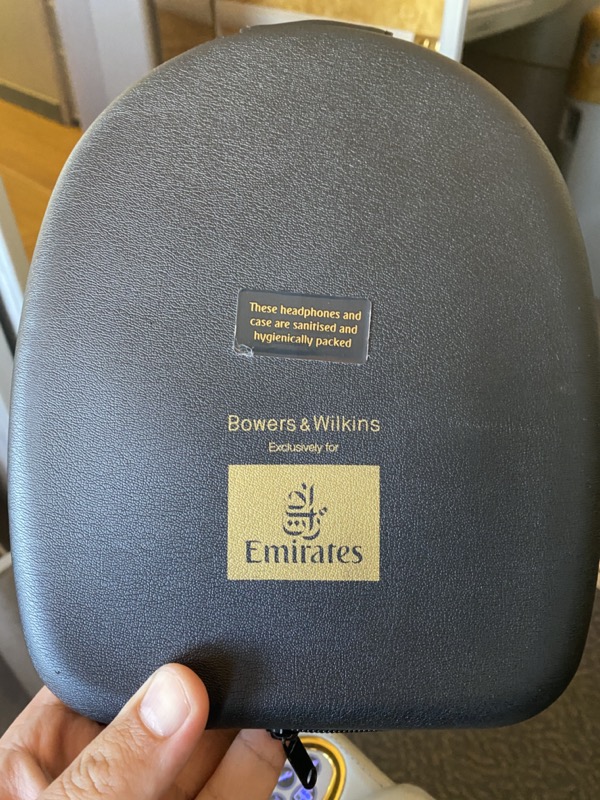 These headphones and
case are sanitised and
hygienically packed
Bowers & Wilkins
Exclusively for
Emirates